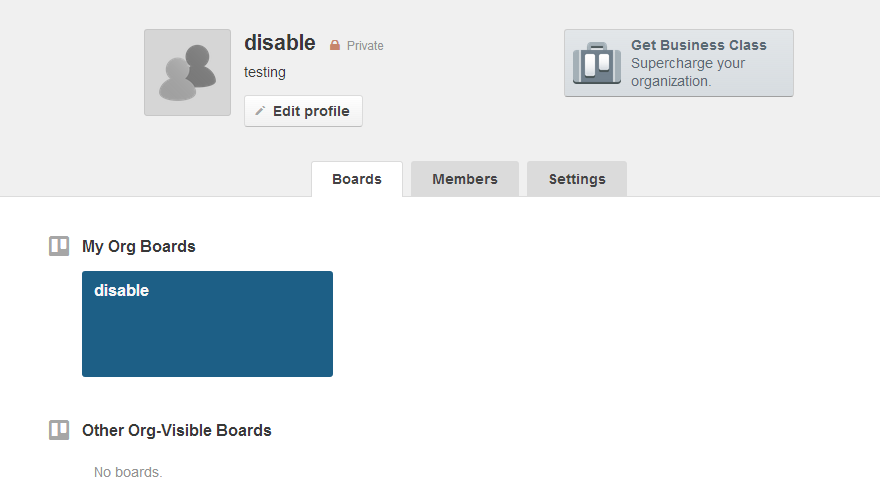 disable Private
testing
Edit profile
Get Business Class
Supercharge your
organization.
Boards Members Settings
My Org Boards
disable
Other Org-Visible Boards
No boards.